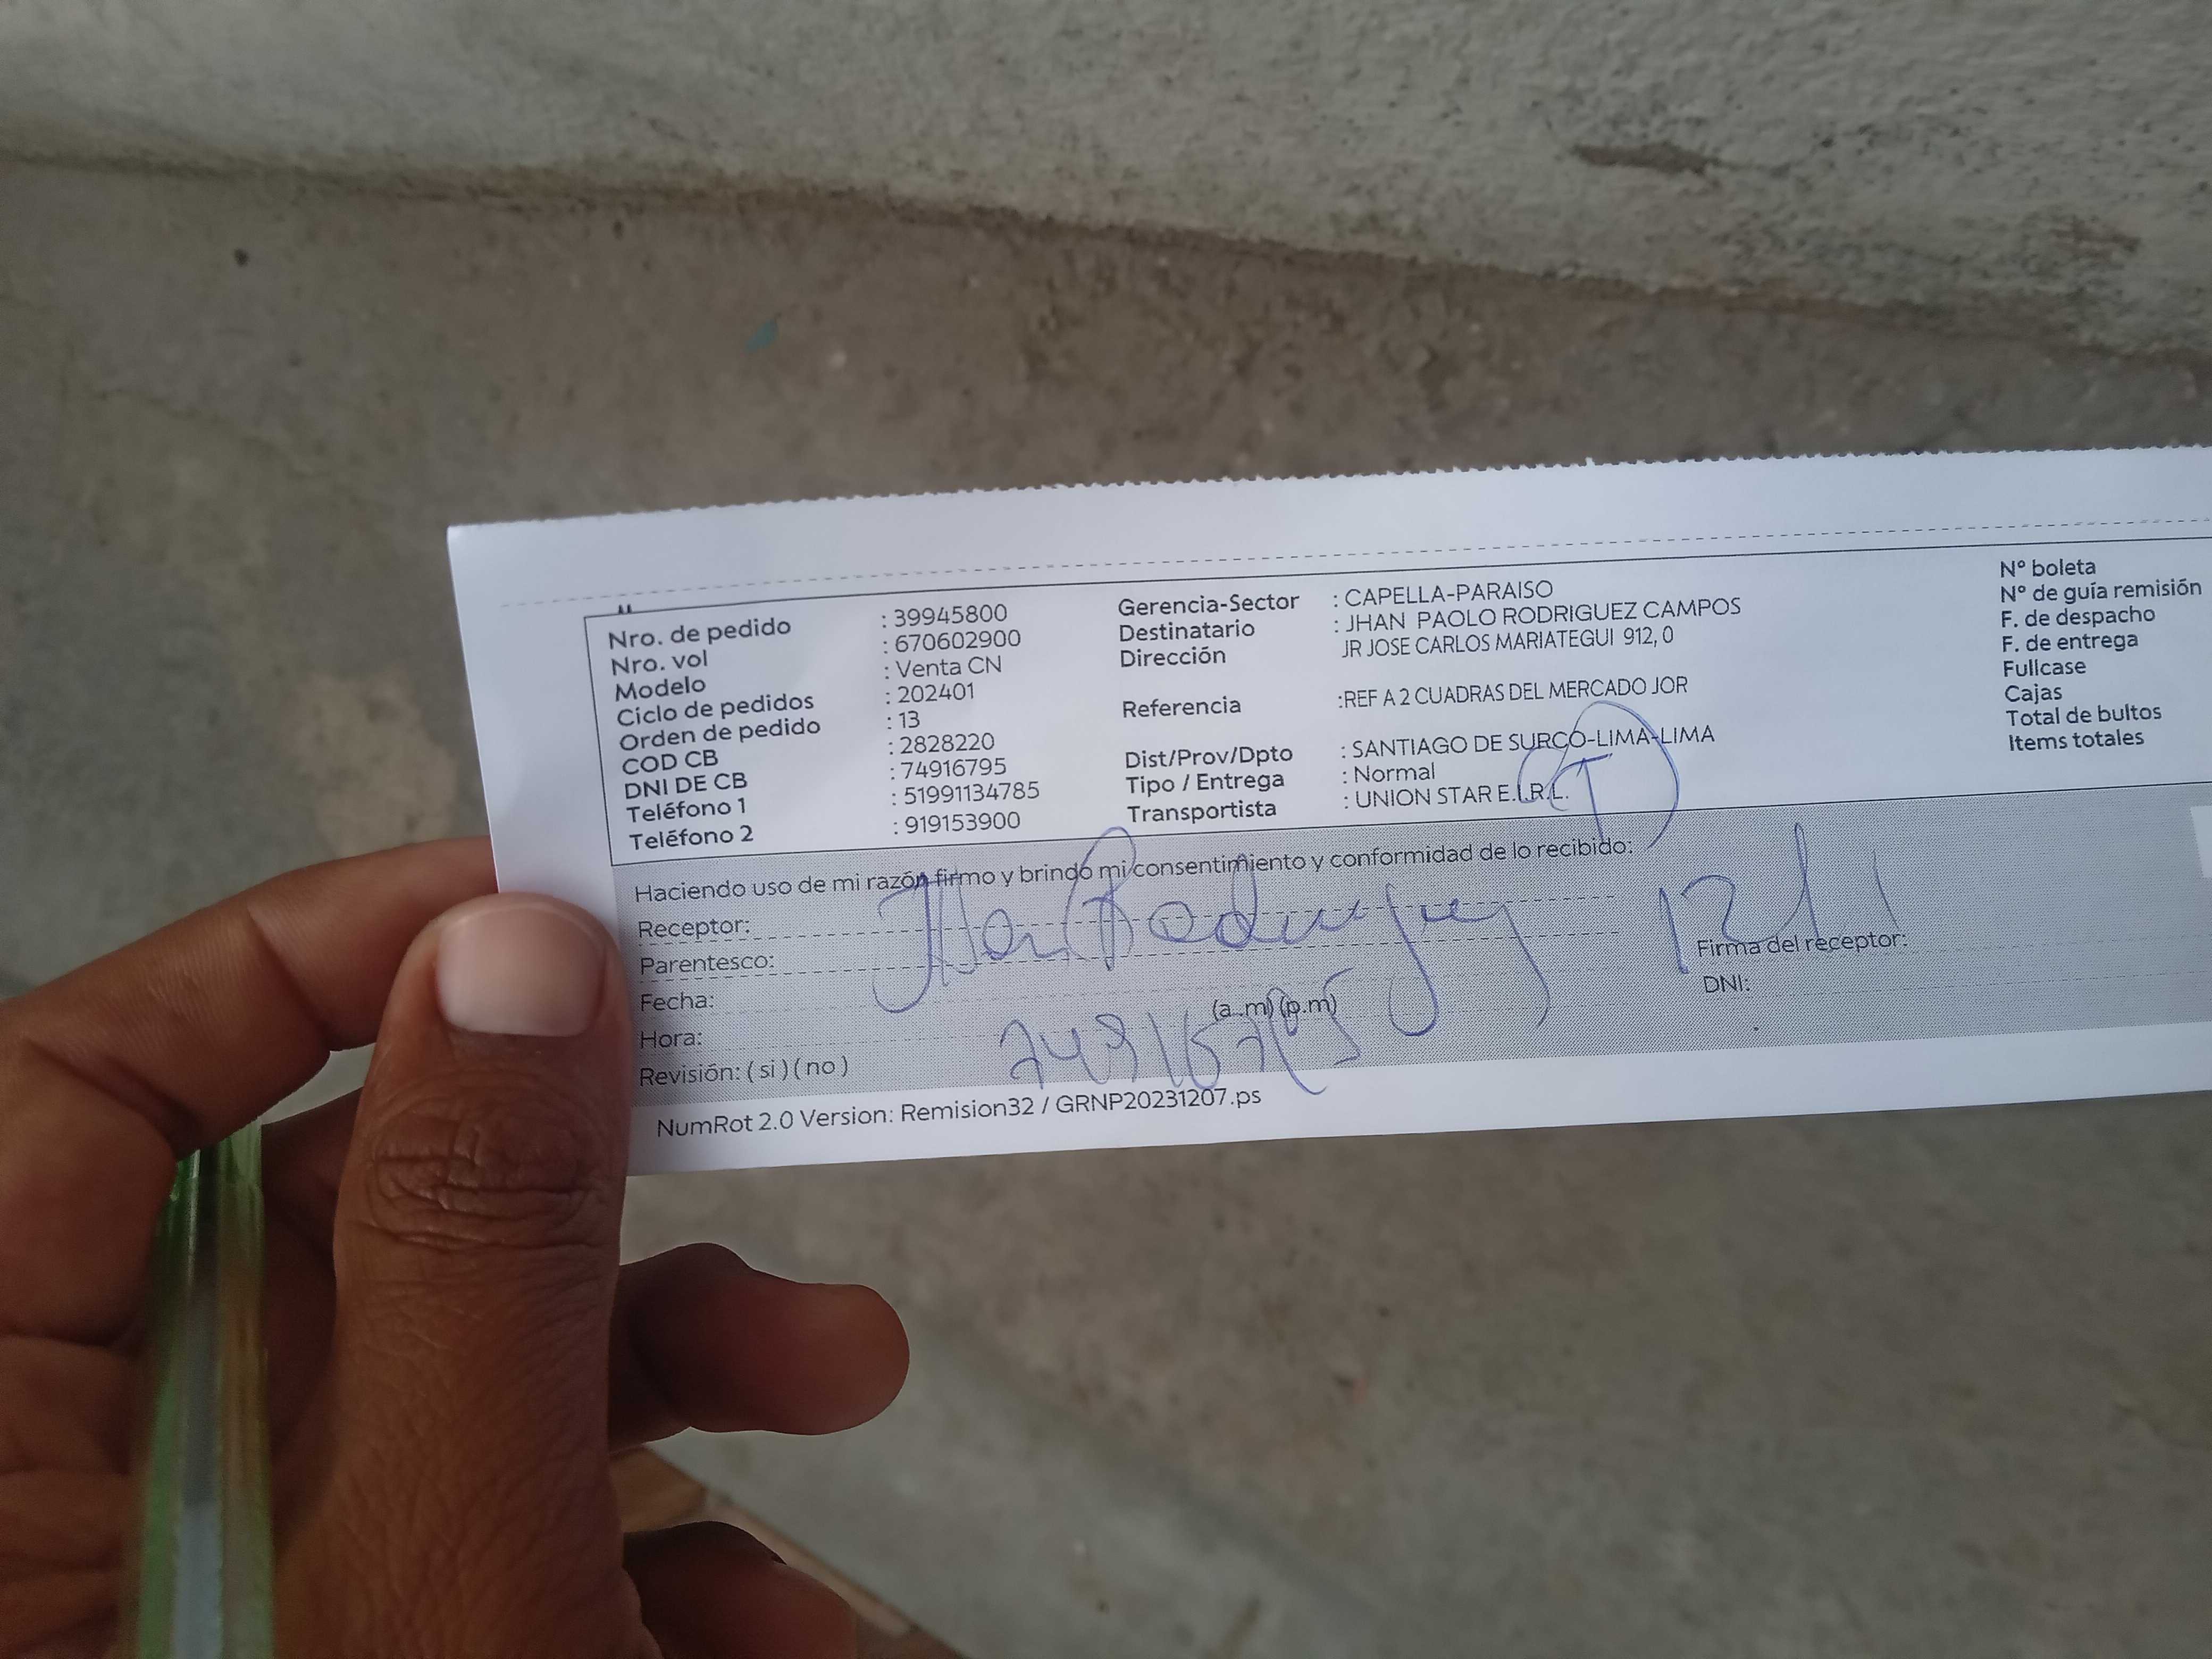 Nro. de pedido : 39945800
Nro. vol : 670602900
Modelo : Venta CN
Ciclo de pedidos : 202401
Orden de pedido : 13
COD CB : 2828220
DNI DE CB : 74916795
Teléfono 1 : 51991134785
Teléfono 2 : 919153900
Gerencia-Sector : CAPELLA-PARAISO
Destinatario : JHAN PAOLO RODRIGUEZ CAMPOS
Dirección JR JOSE CARLOS MARIATEGUI 912, 0
Referencia :REF A 2 CUADRAS DEL MERCADO JOR
Dist/Prov/Dpto : SANTIAGO DE SURCO-LIMA-LIMA
Tipo / Entrega : Normal
Transportista : UNION STAR E.I.R.L.
Nº boleta
Nº de guía remisión
F. de despacho
F. de entrega
Fullcase
Cajas
Total de bultos
Items totales
Haciendo uso de mi razón firmo y brindo mi consentimiento y conformidad de lo recibido:
Receptor:
Parentesco:
Fecha:
Hora: (a.m)(p.m)
Revisión: ( si ) ( no )
Firma del receptor:
DNI:
74916795
NumRot 2.0 Version: Remision32 / GRNP20231207.ps